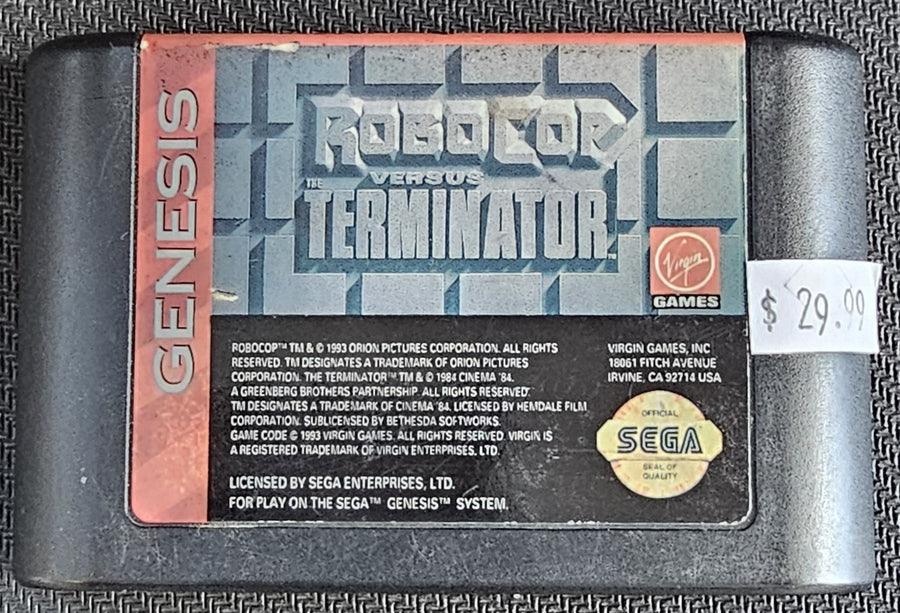 GENESIS
ROBOCOP
VERSUS
THE
TERMINATOR™
Virgin
GAMES
$ 29.99
ROBOCOP™ TM & © 1993 ORION PICTURES CORPORATION. ALL RIGHTS
RESERVED. TM DESIGNATES A TRADEMARK OF ORION PICTURES
CORPORATION. THE TERMINATOR™ TM & © 1984 CINEMA '84.
A GREENBERG BROTHERS PARTNERSHIP. ALL RIGHTS RESERVED.
TM DESIGNATES A TRADEMARK OF CINEMA '84. LICENSED BY HEMDALE FILM
CORPORATION. SUBLICENSED BY BETHESDA SOFTWORKS.
GAME CODE © 1993 VIRGIN GAMES. ALL RIGHTS RESERVED. VIRGIN IS
A REGISTERED TRADEMARK OF VIRGIN ENTERPRISES, LTD.
LICENSED BY SEGA ENTERPRISES, LTD.
FOR PLAY ON THE SEGA™ GENESIS™ SYSTEM.
VIRGIN GAMES, INC
18061 FITCH AVENUE
IRVINE, CA 92714 USA
OFFICIAL
SEGA
SEAL OF
QUALITY